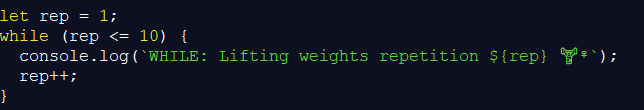 let rep = 1;
while (rep <= 10) {
  console.log(`WHILE: Lifting weights repetition ${rep} 🏋️‍♀️`);
  rep++;
}